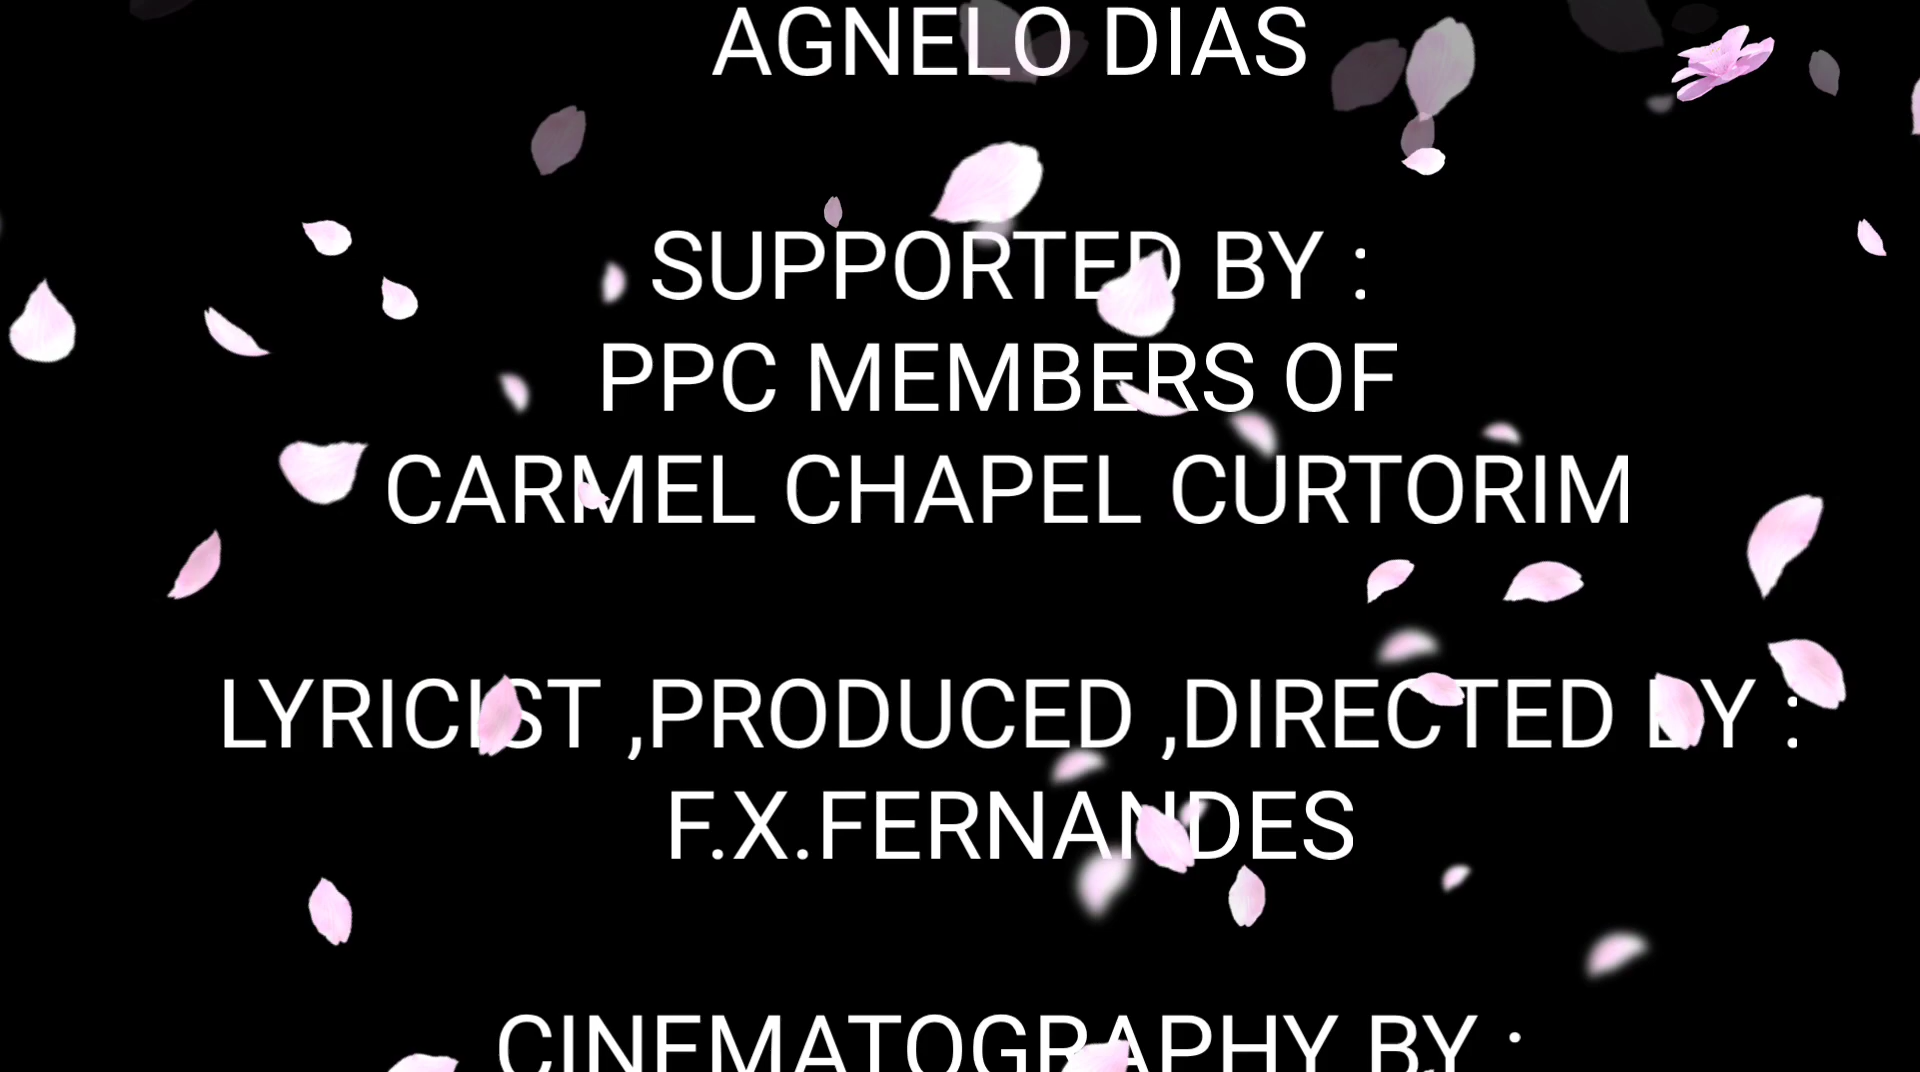 AGNELO DIAS
SUPPORTED BY :
PPC MEMBERS OF
CARMEL CHAPEL CURTORIM
LYRICIST ,PRODUCED ,DIRECTED BY :
F.X.FERNANDES
CINEMATOGRAPHY BY :